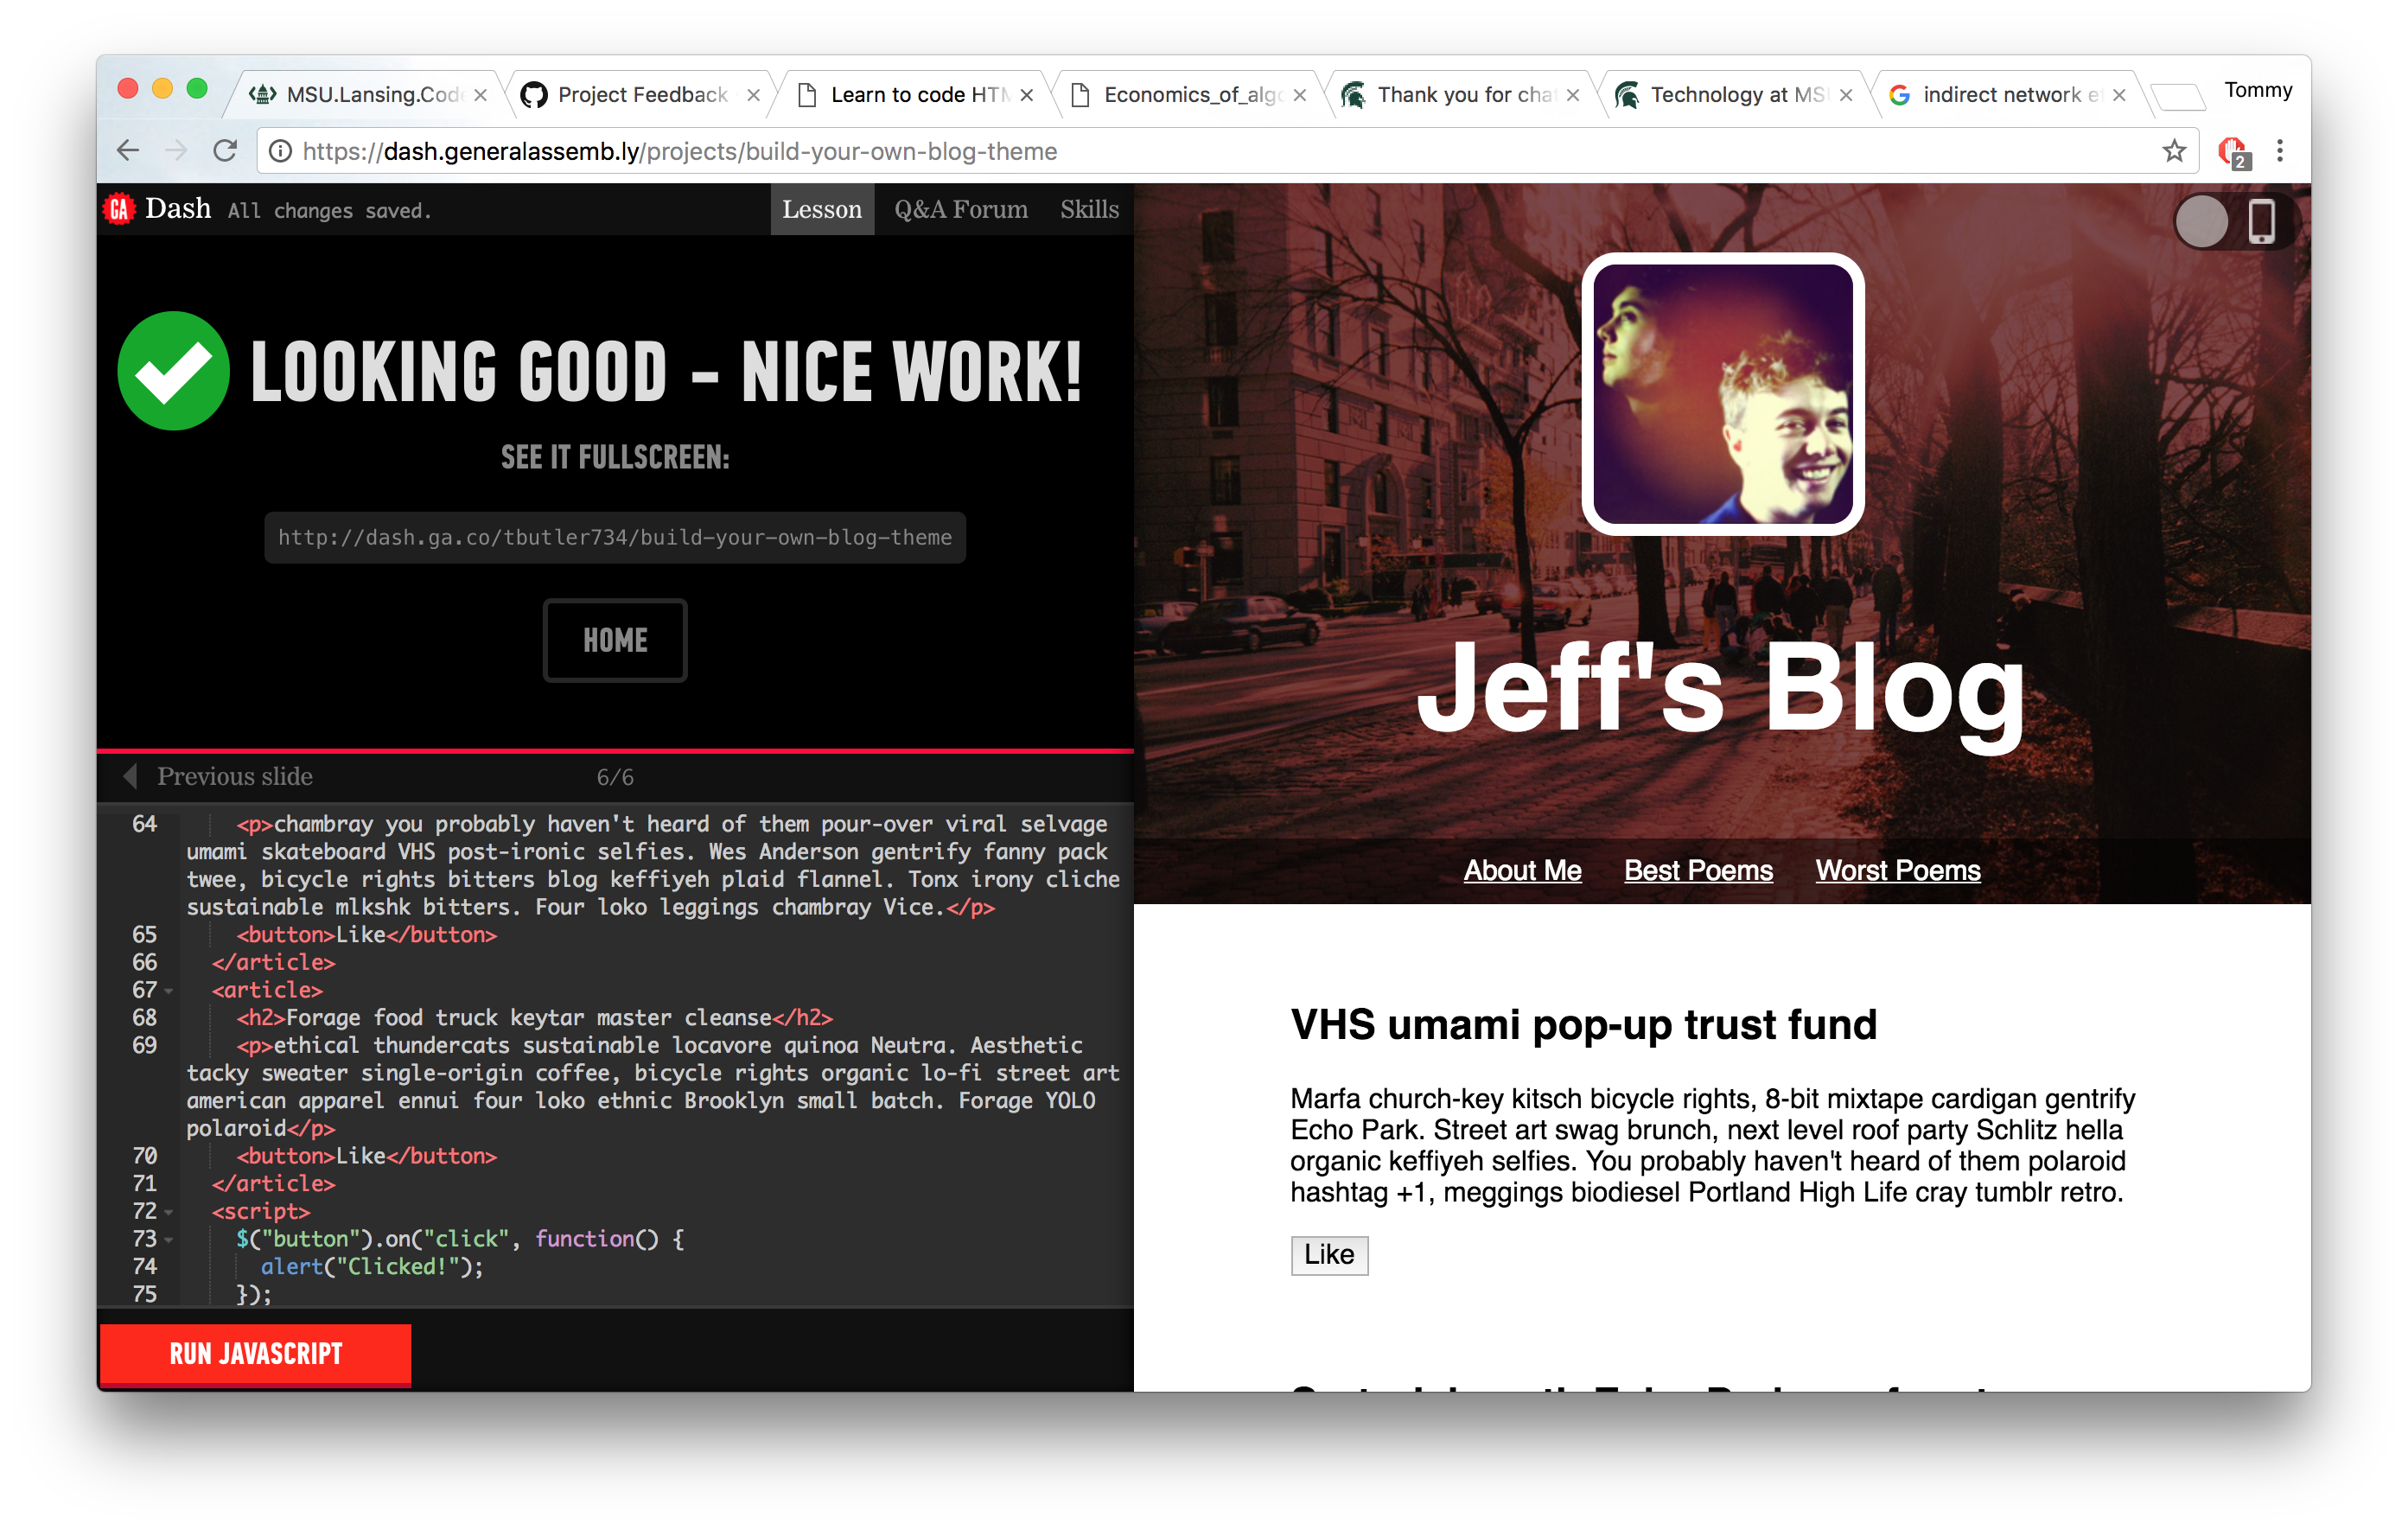 MSU.Lansing.Code
Project Feedback
Learn to code HTM
Economics_of_algo
Thank you for chat
Technology at MSU
indirect network ef
Tommy
https://dash.generalassemb.ly/projects/build-your-own-blog-theme
2
GA Dash All changes saved.
Lesson Q&A Forum Skills
LOOKING GOOD – NICE WORK!
SEE IT FULLSCREEN:
http://dash.ga.co/tbutler734/build-your-own-blog-theme
HOME
Previous slide 6/6
64 <p>chambray you probably haven't heard of them pour-over viral selvage
umami skateboard VHS post-ironic selfies. Wes Anderson gentrify fanny pack
twee, bicycle rights bitters blog keffiyeh plaid flannel. Tonx irony cliche
sustainable mlkshk bitters. Four loko leggings chambray Vice.</p>
65 <button>Like</button>
66 </article>
67 <article>
68 <h2>Forage food truck keytar master cleanse</h2>
69 <p>ethical thundercats sustainable locavore quinoa Neutra. Aesthetic
tacky sweater single-origin coffee, bicycle rights organic lo-fi street art
american apparel ennui four loko ethnic Brooklyn small batch. Forage YOLO
polaroid</p>
70 <button>Like</button>
71 </article>
72 <script>
73 $("button").on("click", function() {
74 alert("Clicked!");
75 });
RUN JAVASCRIPT
Jeff's Blog
About Me Best Poems Worst Poems
VHS umami pop-up trust fund
Marfa church-key kitsch bicycle rights, 8-bit mixtape cardigan gentrify
Echo Park. Street art swag brunch, next level roof party Schlitz hella
organic keffiyeh selfies. You probably haven't heard of them polaroid
hashtag +1, meggings biodiesel Portland High Life cray tumblr retro.
Like